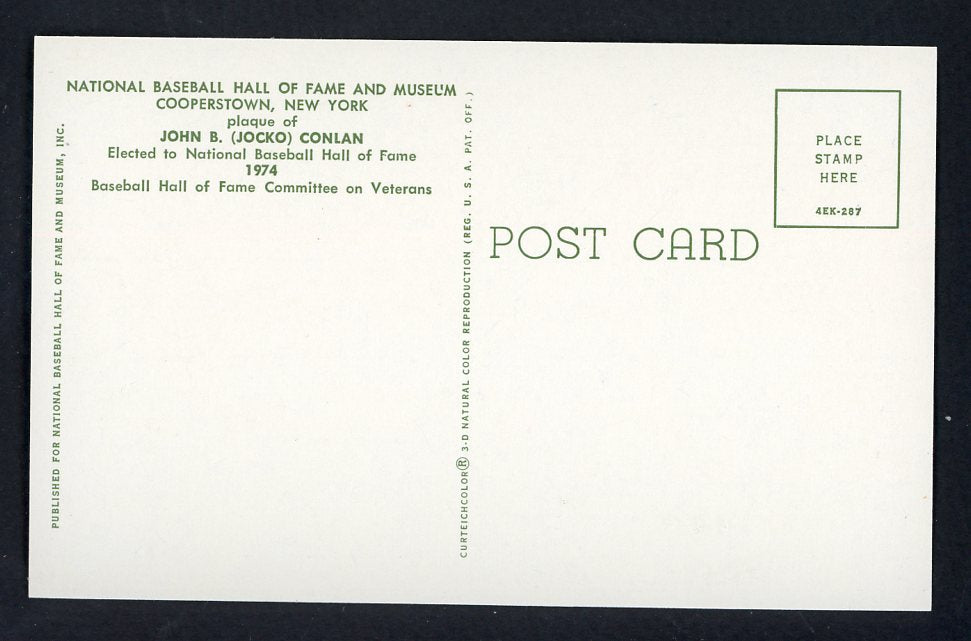 NATIONAL BASEBALL HALL OF FAME AND MUSEUM
COOPERSTOWN, NEW YORK
plaque of
JOHN B. (JOCKO) CONLAN
Elected to National Baseball Hall of Fame
1974
Baseball Hall of Fame Committee on Veterans
PUBLISHED FOR NATIONAL BASEBALL HALL OF FAME AND MUSEUM, INC.
CURTEICHCOLOR® 3-D NATURAL COLOR REPRODUCTION (REG. U. S. A. PAT. OFF.)
POST CARD
PLACE
STAMP
HERE
4EK-287